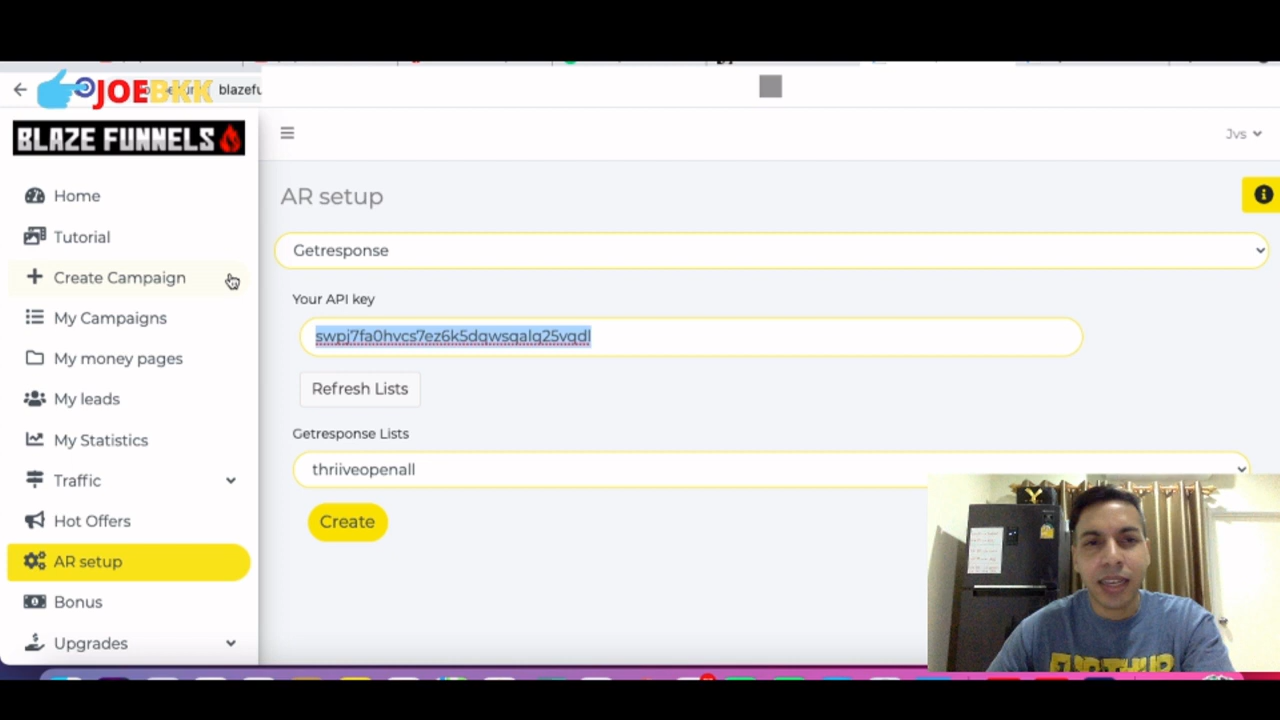 JOEBKK
blazefu
BLAZE FUNNELS
Jvs
Home
Tutorial
Create Campaign
My Campaigns
My money pages
My leads
My Statistics
Traffic
Hot Offers
AR setup
Bonus
Upgrades
AR setup
Getresponse
Your API key
swpj7fa0hvcs7ez6k5dqwsqalq25vqdl
Refresh Lists
Getresponse Lists
thriiveopenall
Create